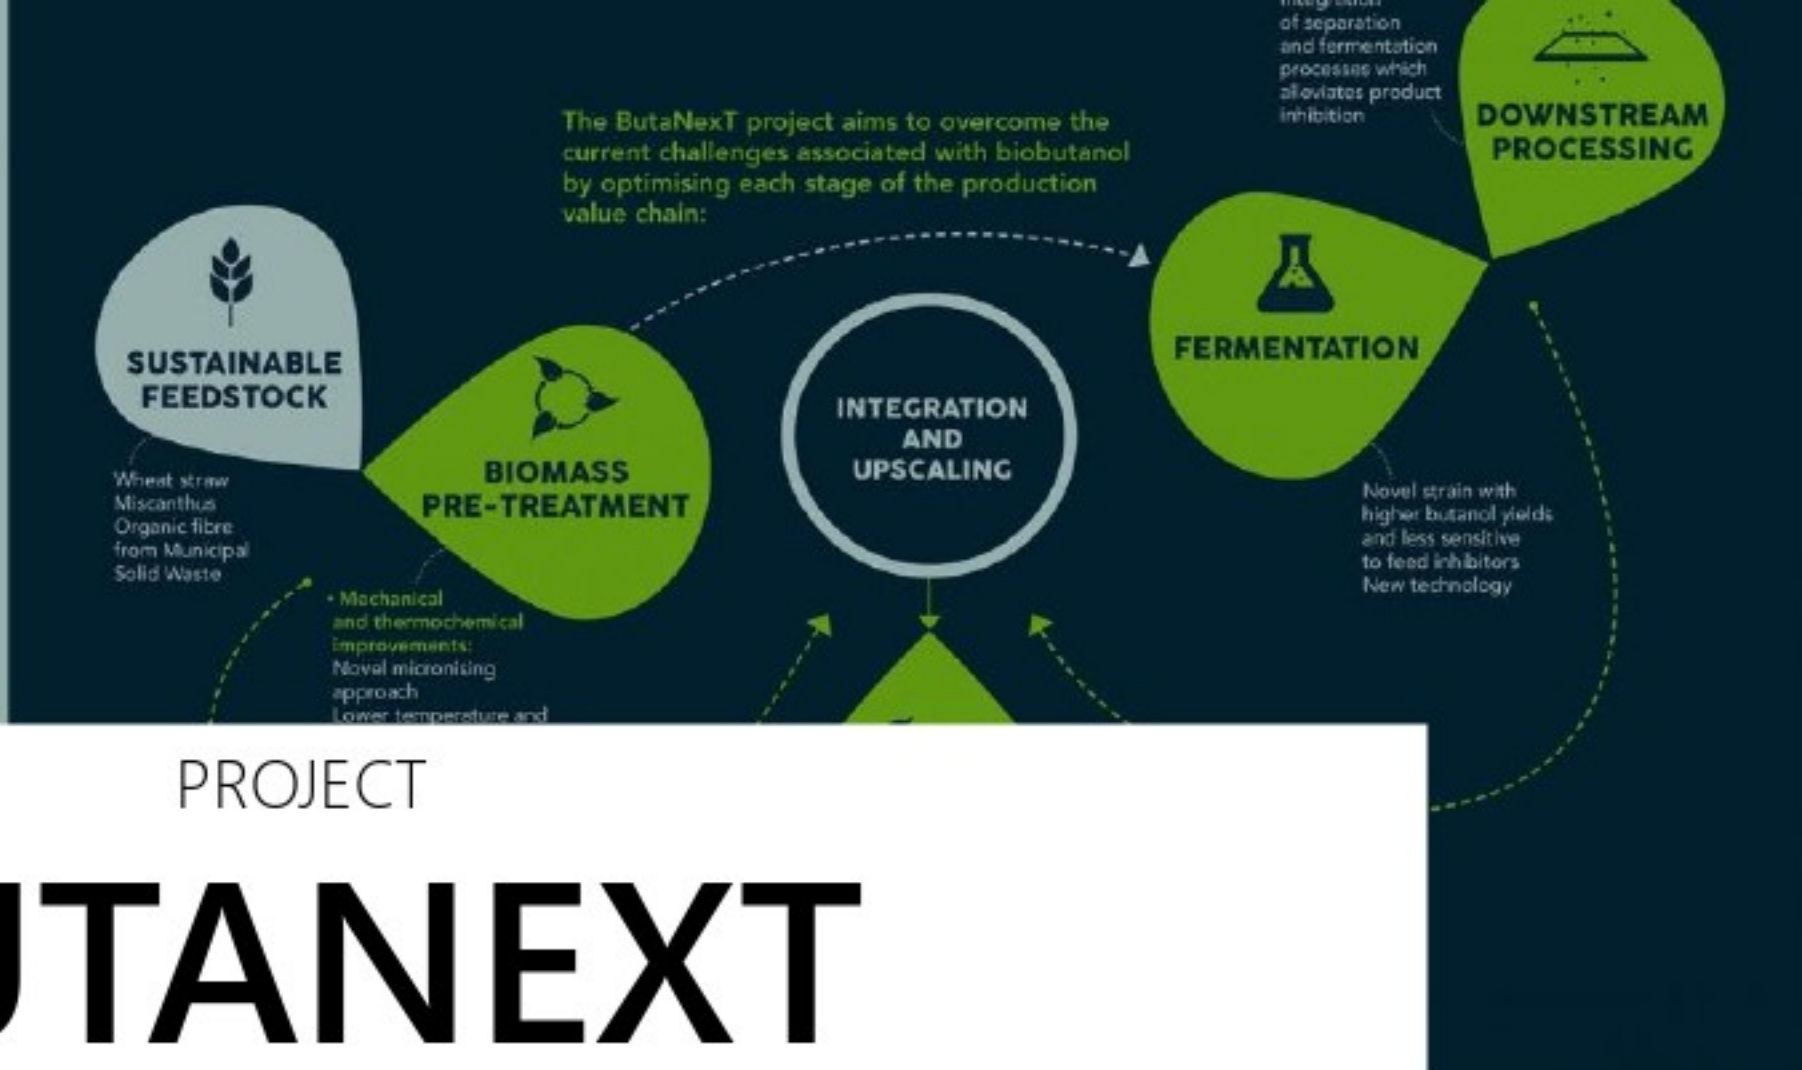 of separation
and fermentation
processes which
alleviates product
inhibition
DOWNSTREAM
PROCESSING
The ButaNexT project aims to overcome the
current challenges associated with biobutanol
by optimising each stage of the production
value chain:
SUSTAINABLE
FEEDSTOCK
FERMENTATION
INTEGRATION
AND
UPSCALING
BIOMASS
PRE-TREATMENT
Wheat straw
Miscanthus
Organic fibre
from Municipal
Solid Waste
Novel strain with
higher butanol yields
and less sensitive
to feed inhibitors
New technology
• Mechanical
and thermochemical
improvements:
Novel micronising
approach
Lower temperature and
PROJECT
UTANEXT